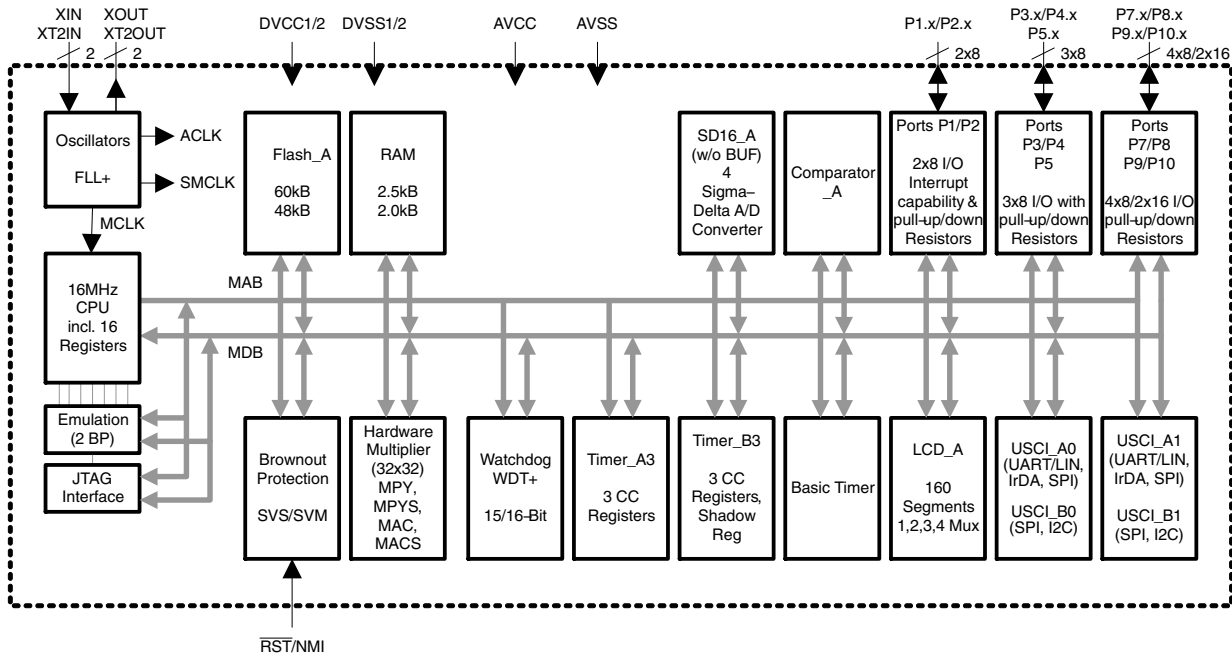 XIN
XT2IN
2
XOUT
XT2OUT
2
DVCC1/2
DVSS1/2
AVCC
AVSS
P1.x/P2.x
2x8
P3.x/P4.x
P5.x
3x8
P7.x/P8.x
P9.x/P10.x
4x8/2x16
Oscillators
FLL+
ACLK
SMCLK
MCLK
Flash_A
60kB
48kB
RAM
2.5kB
2.0kB
SD16_A
(w/o BUF)
4
Sigma–
Delta A/D
Converter
Comparator
_A
Ports P1/P2
2x8 I/O
Interrupt
capability &
pull–up/down
Resistors
Ports
P3/P4
P5
3x8 I/O with
pull–up/down
Resistors
Ports
P7/P8
P9/P10
4x8/2x16 I/O
pull–up/down
Resistors
16MHz
CPU
incl. 16
Registers
MAB
MDB
Emulation
(2 BP)
JTAG
Interface
Brownout
Protection
SVS/SVM
Hardware
Multiplier
(32x32)
MPY,
MPYS,
MAC,
MACS
Watchdog
WDT+
15/16–Bit
Timer_A3
3 CC
Registers
Timer_B3
3 CC
Registers,
Shadow
Reg
Basic Timer
LCD_A
160
Segments
1,2,3,4 Mux
USCI_A0
(UART/LIN,
IrDA, SPI)
USCI_B0
(SPI, I2C)
USCI_A1
(UART/LIN,
IrDA, SPI)
USCI_B1
(SPI, I2C)
RST/NMI